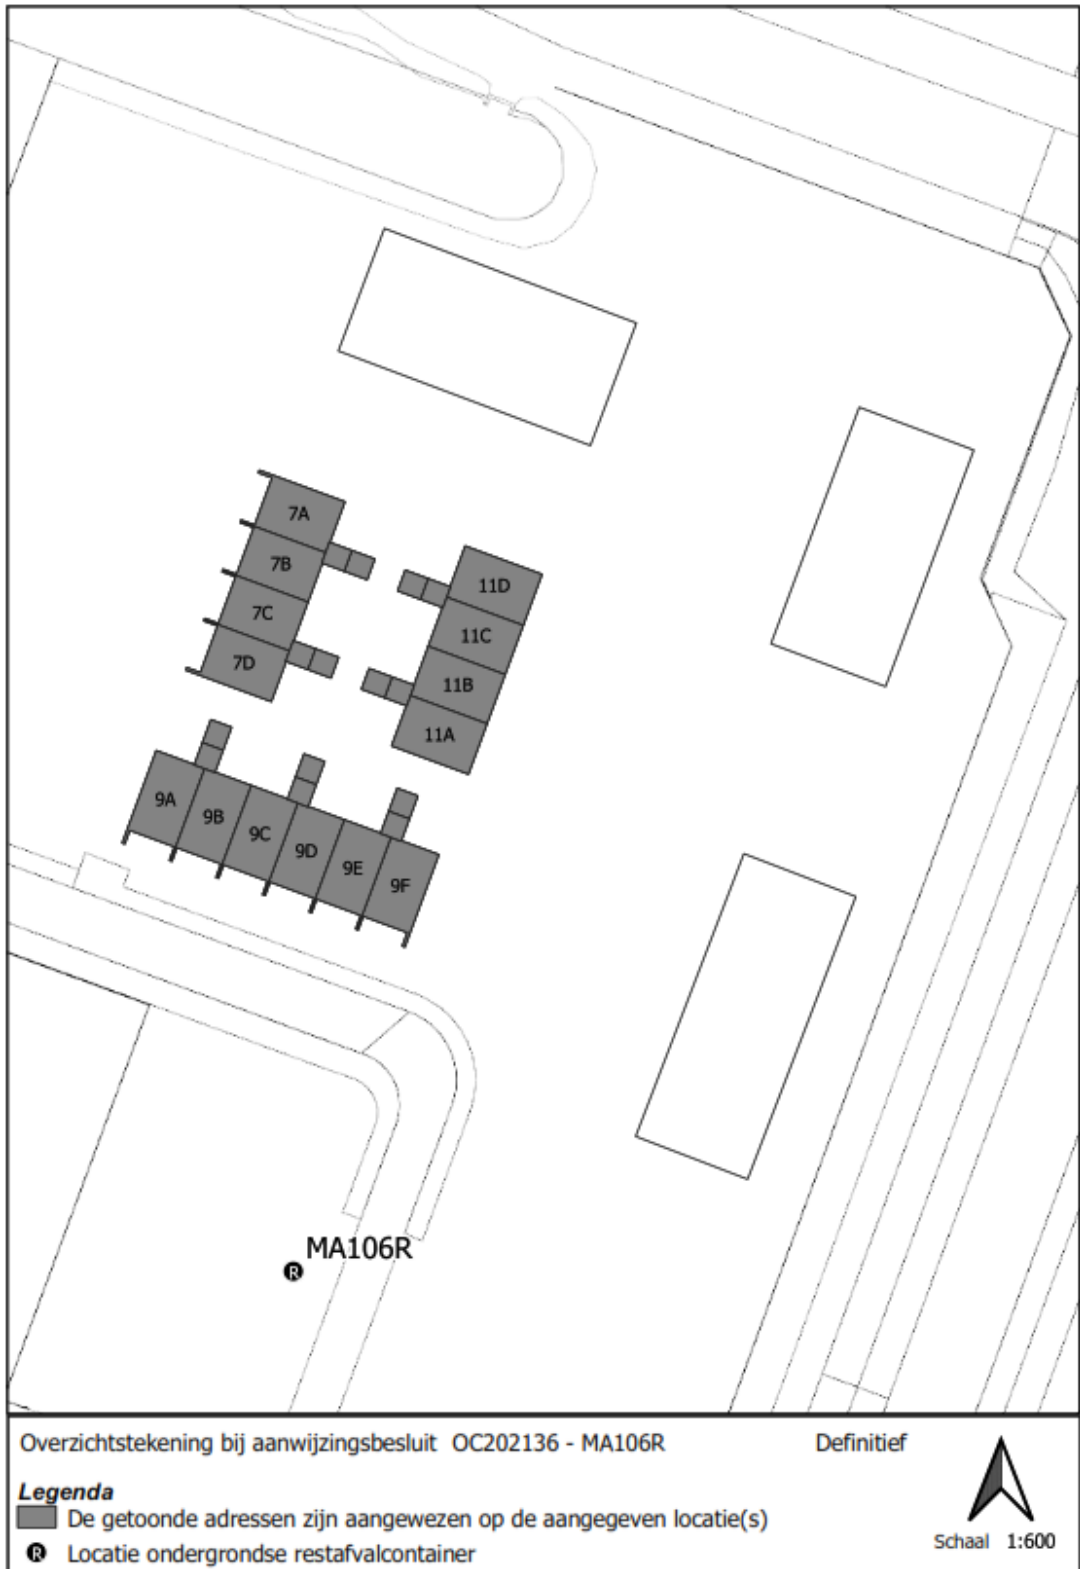 7A
7B
7C
7D
11D
11C
11B
11A
9A
9B
9C
9D
9E
9F
MA106R
R
Overzichtstekening bij aanwijzingsbesluit OC202136 - MA106R
Definitief
Legenda
De getoonde adressen zijn aangewezen op de aangegeven locatie(s)
R Locatie ondergrondse restafvalcontainer
Schaal 1:600